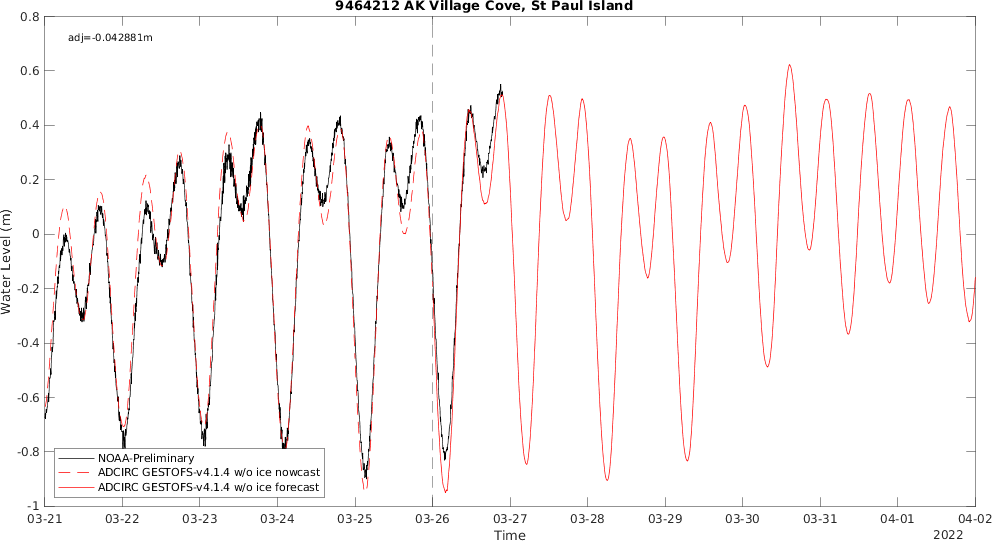 9464212 AK Village Cove, St Paul Island
adj=-0.042881m
Water Level (m)
0.8
0.6
0.4
0.2
0
-0.2
-0.4
-0.6
-0.8
-1
NOAA-Preliminary
ADCIRC GESTOFS-v4.1.4 w/o ice nowcast
ADCIRC GESTOFS-v4.1.4 w/o ice forecast
03-21 03-22 03-23 03-24 03-25 03-26 03-27 03-28 03-29 03-30 03-31 04-01 04-02
Time
2022